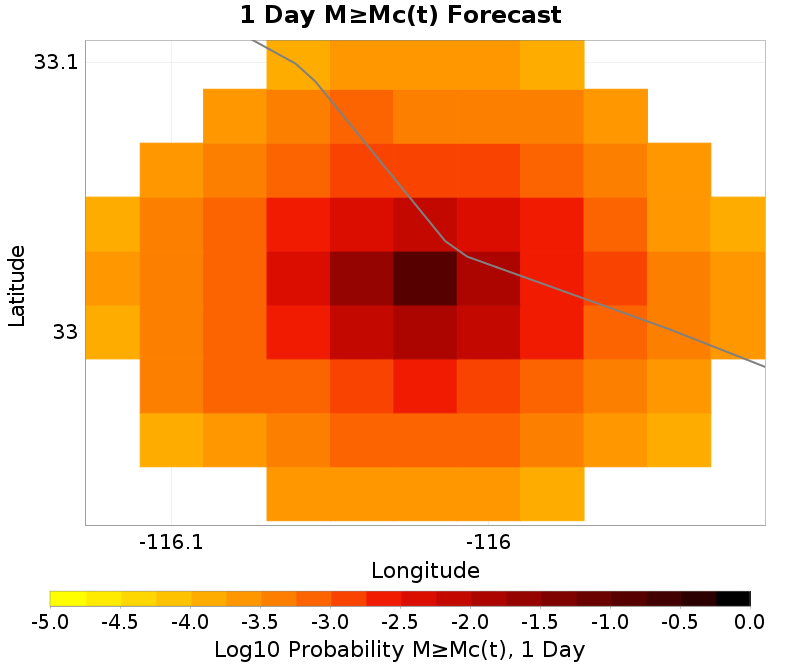 1 Day M≥Mc(t) Forecast
33.1
Latitude
33
-116.1 -116
Longitude
-5.0 -4.5 -4.0 -3.5 -3.0 -2.5 -2.0 -1.5 -1.0 -0.5 0.0
Log10 Probability M≥Mc(t), 1 Day